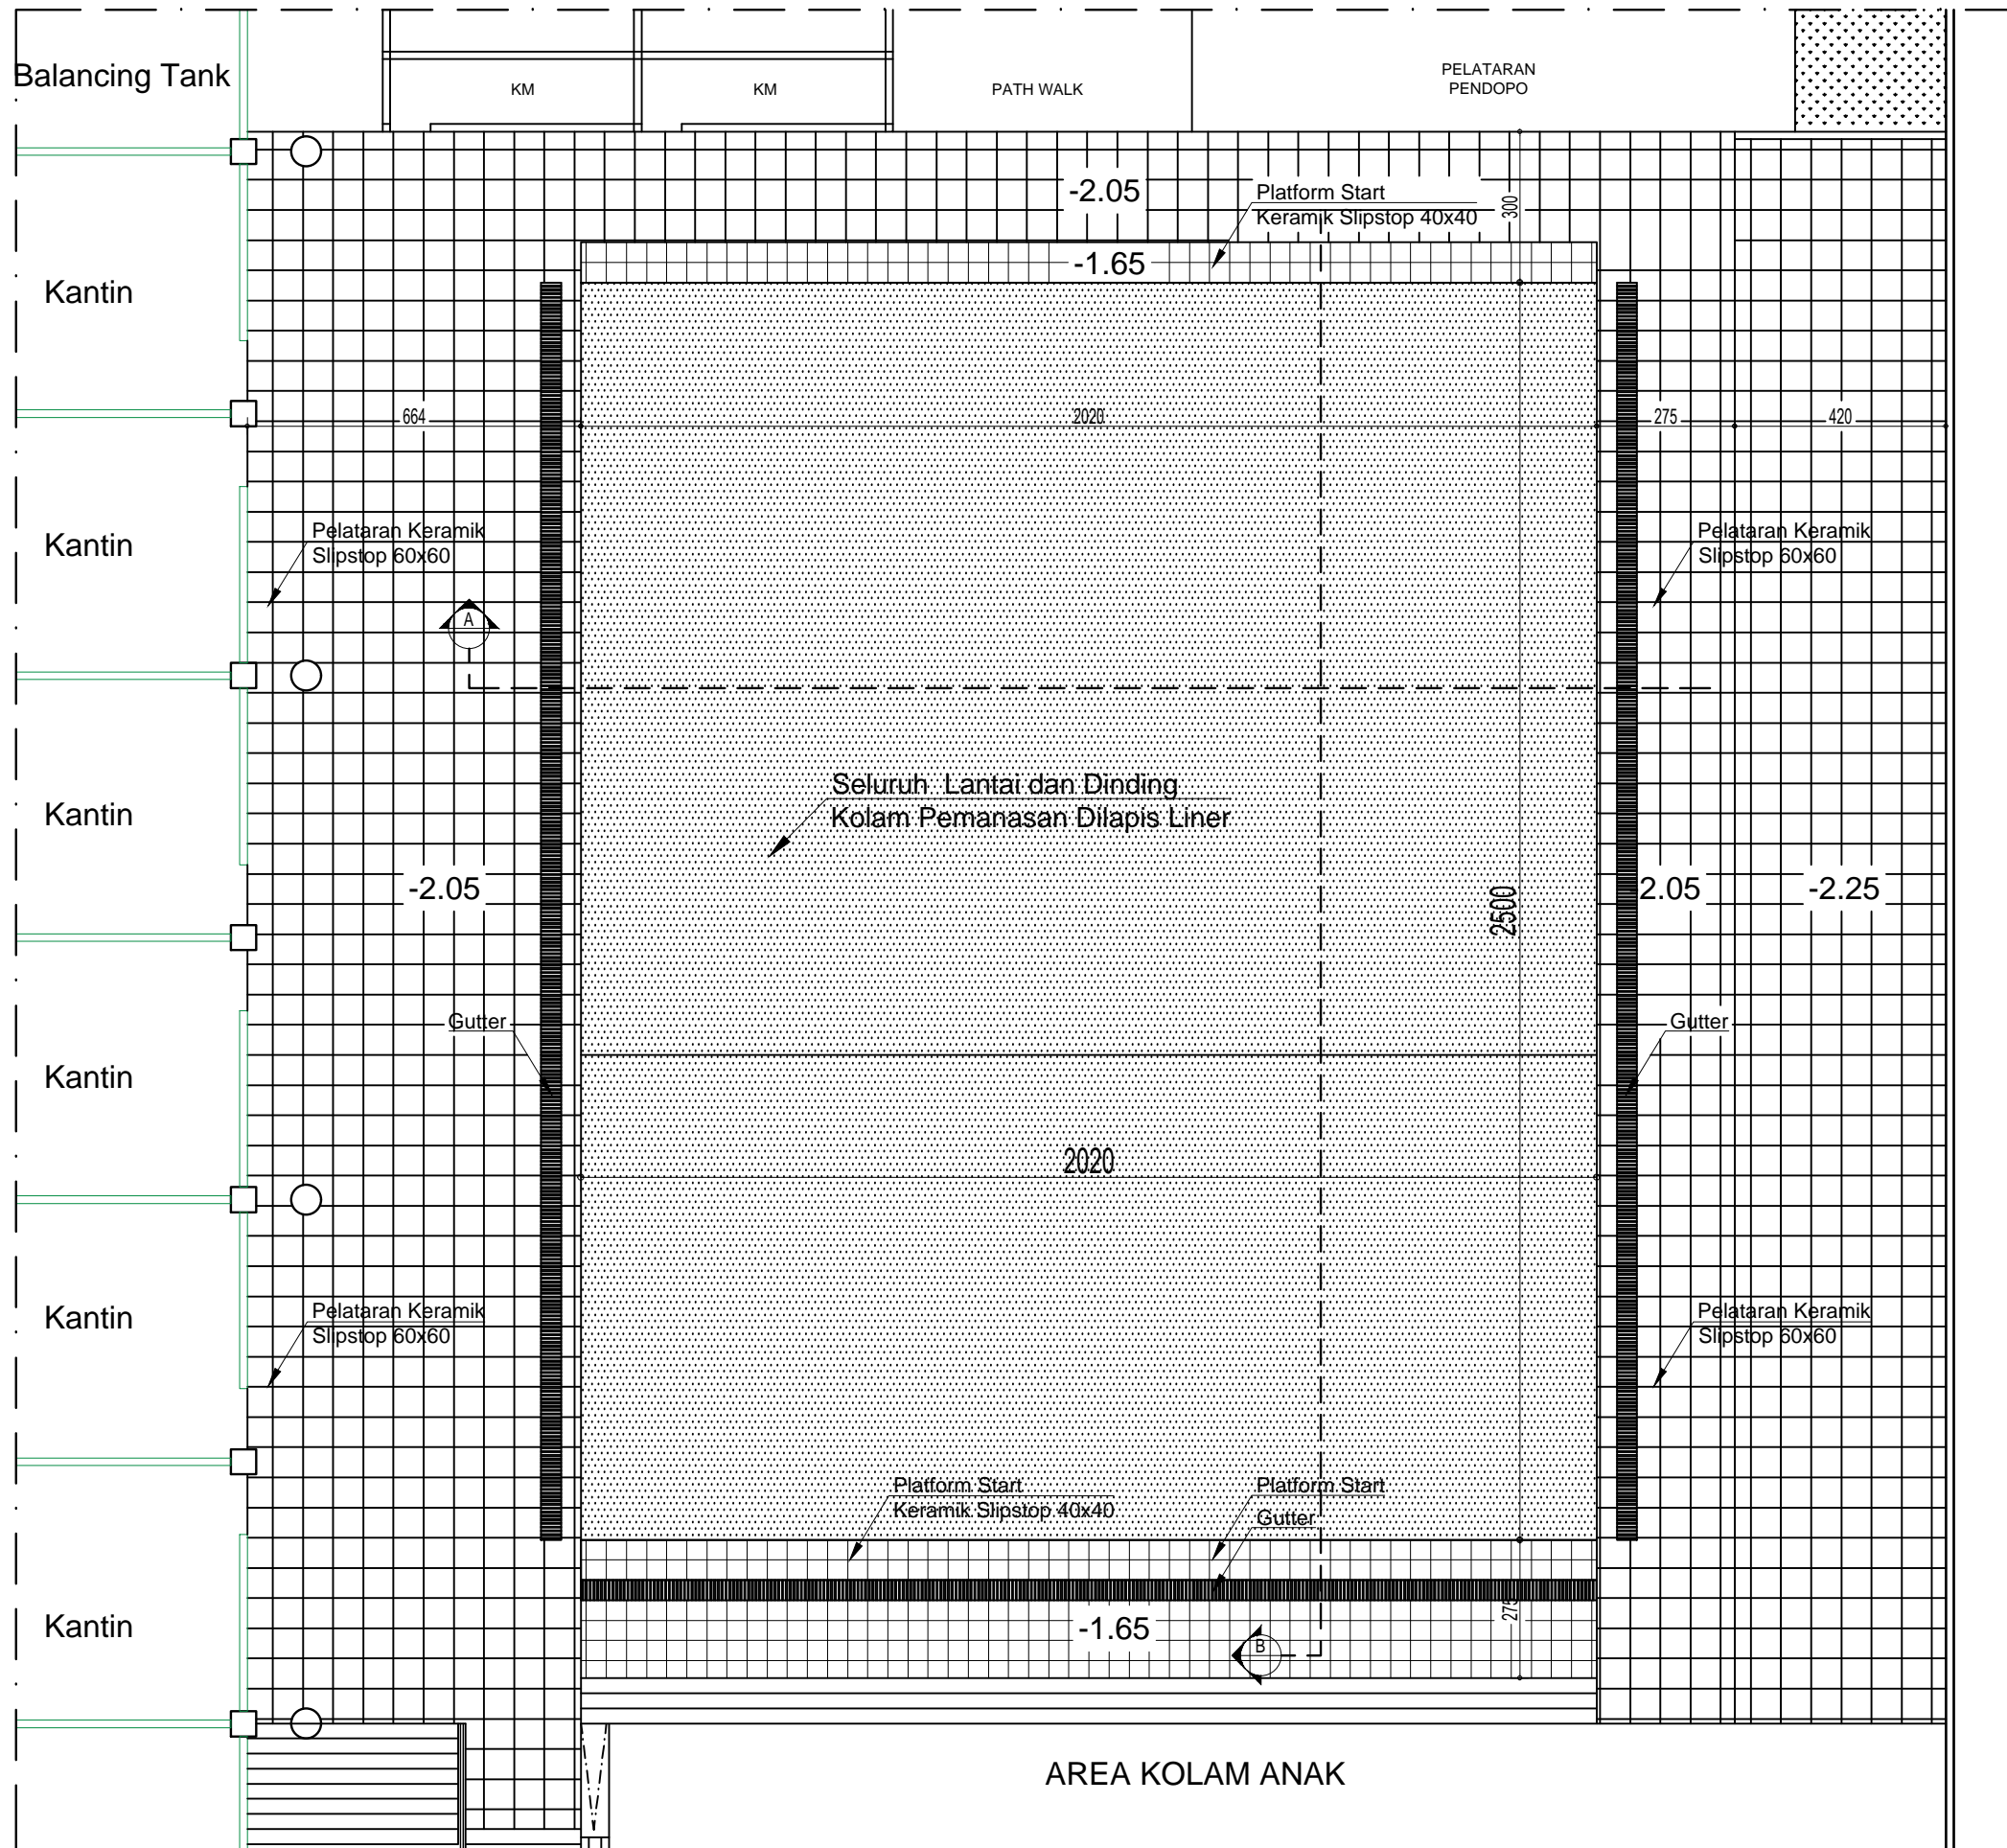 Balancing Tank
KM
KM
PATH WALK
PELATARAN
PENDOPO
-2.05
Platform Start
Keramik Slipstop 40x40
300
-1.65
Kantin
664
2020
275
420
Kantin
Pelataran Keramik
Slipstop 60x60
Pelataran Keramik
Slipstop 60x60
A
Seluruh Lantai dan Dinding
Kolam Pemanasan Dilapis Liner
Kantin
-2.05
2500
-2.05
-2.25
Gutter
Gutter
Kantin
2020
Kantin
Pelataran Keramik
Slipstop 60x60
Pelataran Keramik
Slipstop 60x60
Platform Start
Keramik Slipstop 40x40
Platform Start
Gutter
275
Kantin
-1.65
B
AREA KOLAM ANAK